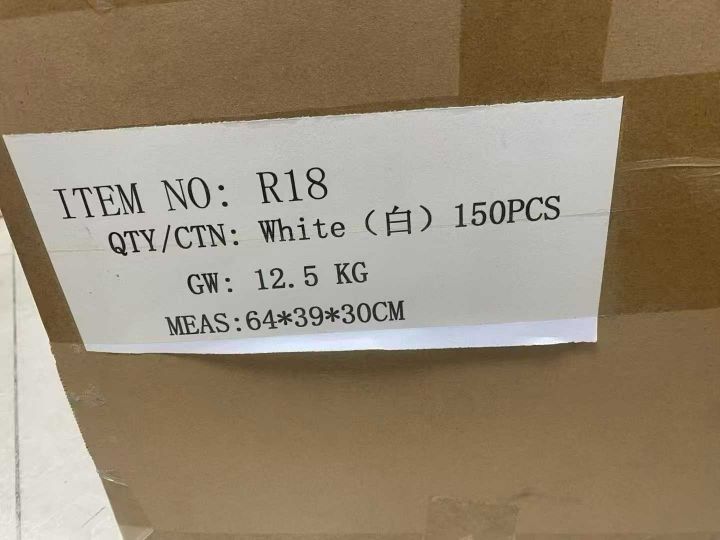 ITEM NO: R18
QTY/CTN: White（白）150PCS
GW: 12.5 KG
MEAS:64*39*30CM